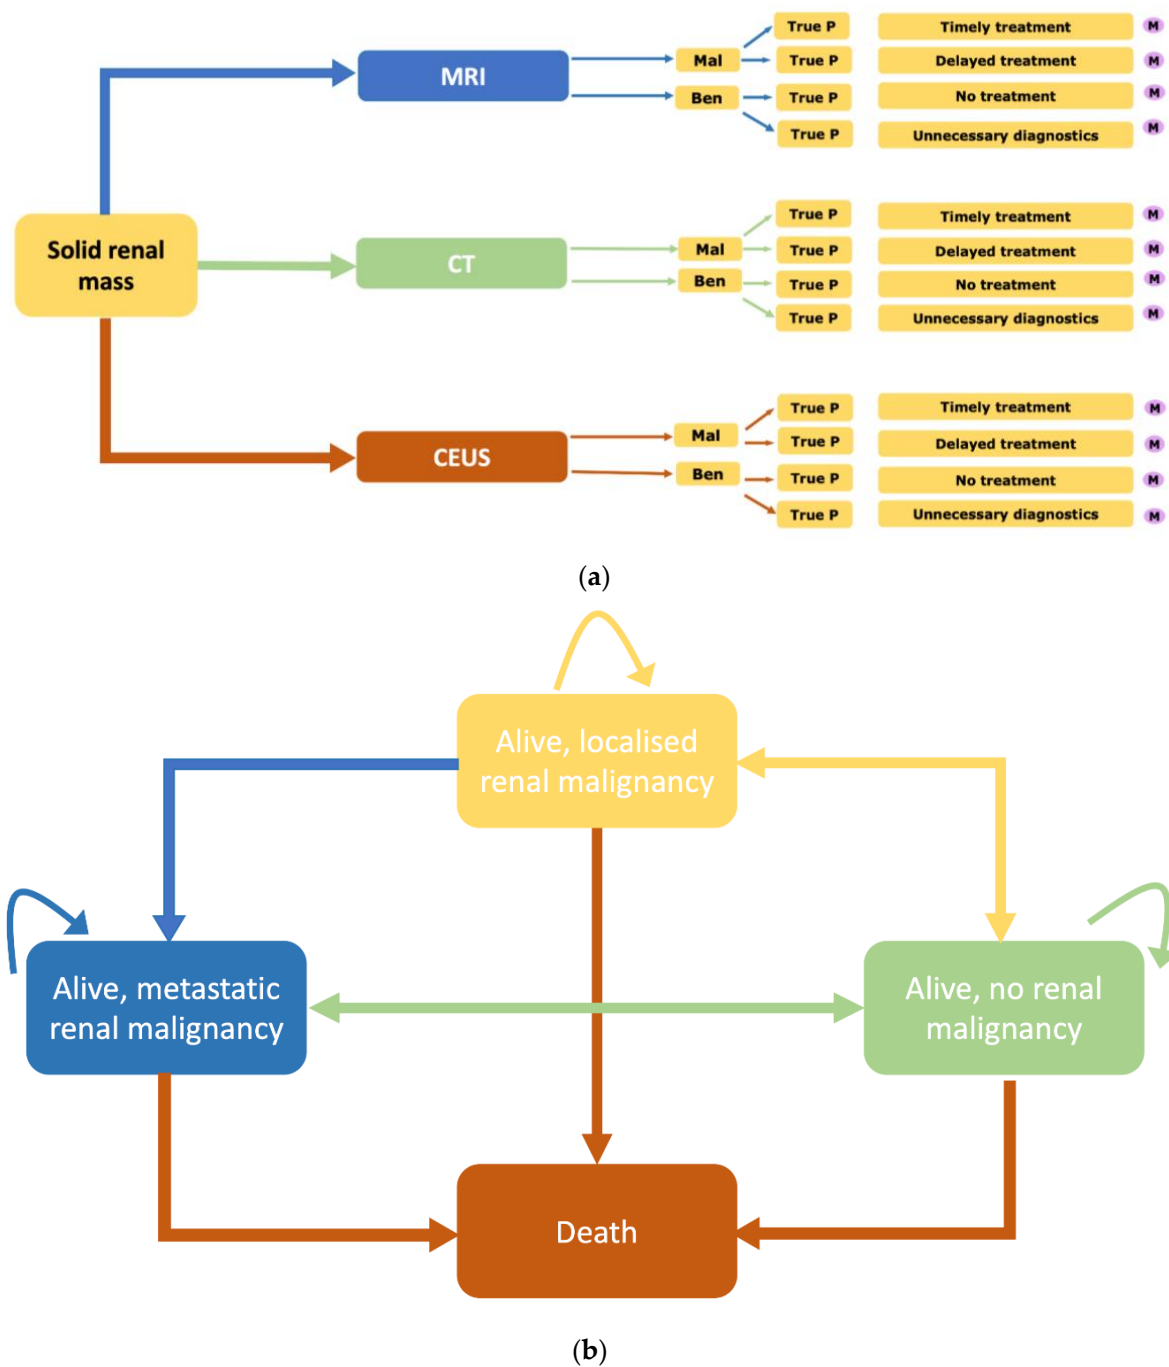 True P Timely treatment M
MRI Mal True P Delayed treatment M
Ben True P No treatment M
True P Unnecessary diagnostics M
Solid renal
mass
True P Timely treatment M
CT Mal True P Delayed treatment M
Ben True P No treatment M
True P Unnecessary diagnostics M
True P Timely treatment M
CEUS Mal True P Delayed treatment M
Ben True P No treatment M
True P Unnecessary diagnostics M
(a)
Alive, localised
renal malignancy
Alive, metastatic
renal malignancy
Alive, no renal
malignancy
Death
(b)